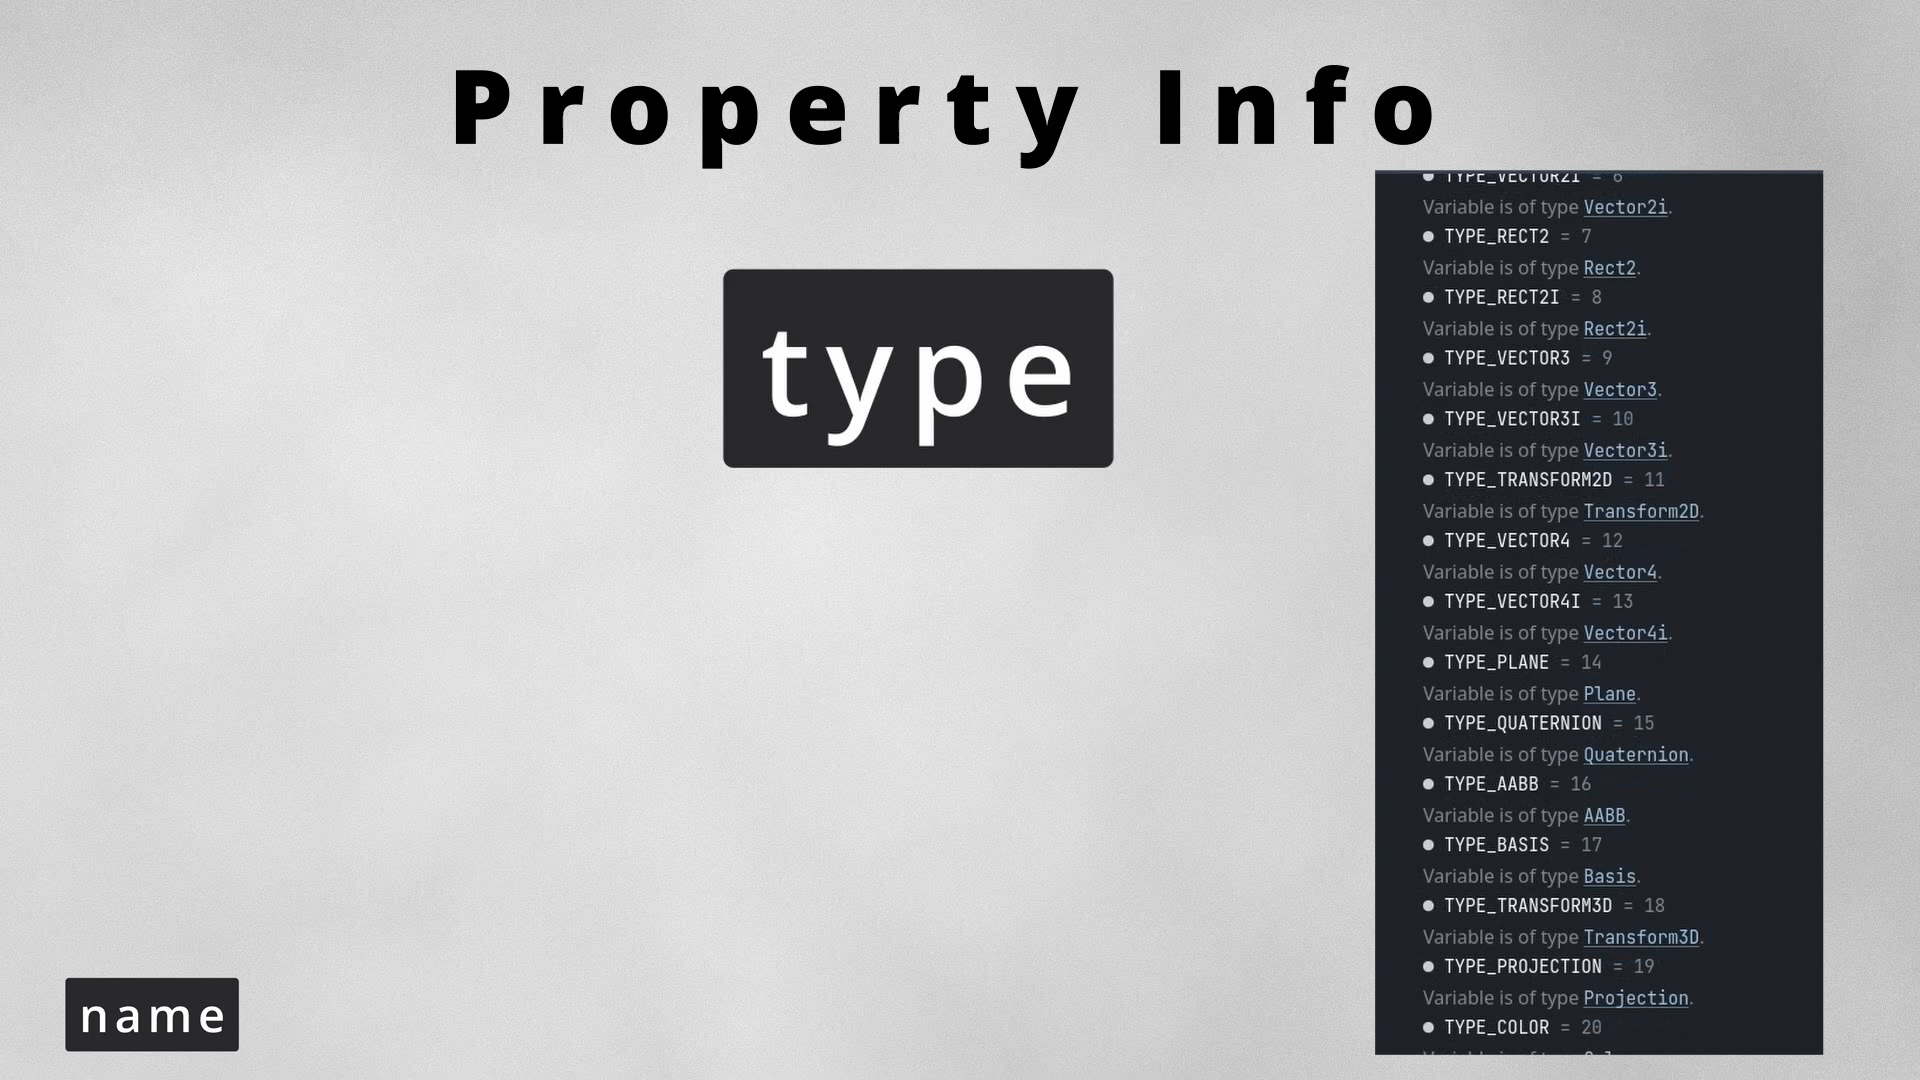 Property Info
type
name
TYPE_VECTOR2I = 6
Variable is of type Vector2i.
TYPE_RECT2 = 7
Variable is of type Rect2.
TYPE_RECT2I = 8
Variable is of type Rect2i.
TYPE_VECTOR3 = 9
Variable is of type Vector3.
TYPE_VECTOR3I = 10
Variable is of type Vector3i.
TYPE_TRANSFORM2D = 11
Variable is of type Transform2D.
TYPE_VECTOR4 = 12
Variable is of type Vector4.
TYPE_VECTOR4I = 13
Variable is of type Vector4i.
TYPE_PLANE = 14
Variable is of type Plane.
TYPE_QUATERNION = 15
Variable is of type Quaternion.
TYPE_AABB = 16
Variable is of type AABB.
TYPE_BASIS = 17
Variable is of type Basis.
TYPE_TRANSFORM3D = 18
Variable is of type Transform3D.
TYPE_PROJECTION = 19
Variable is of type Projection.
TYPE_COLOR = 20